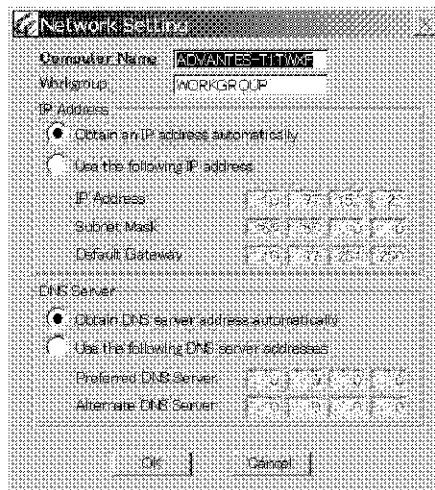 Network Setting
Computer Name ADVANTES-T1TWXF
Workgroup WORKGROUP
IP Address
Obtain an IP address automatically
Use the following IP address
IP Address
Subnet Mask
Default Gateway
DNS Server
Obtain DNS server address automatically
Use the following DNS server addresses
Preferred DNS Server
Alternate DNS Server
OK Cancel